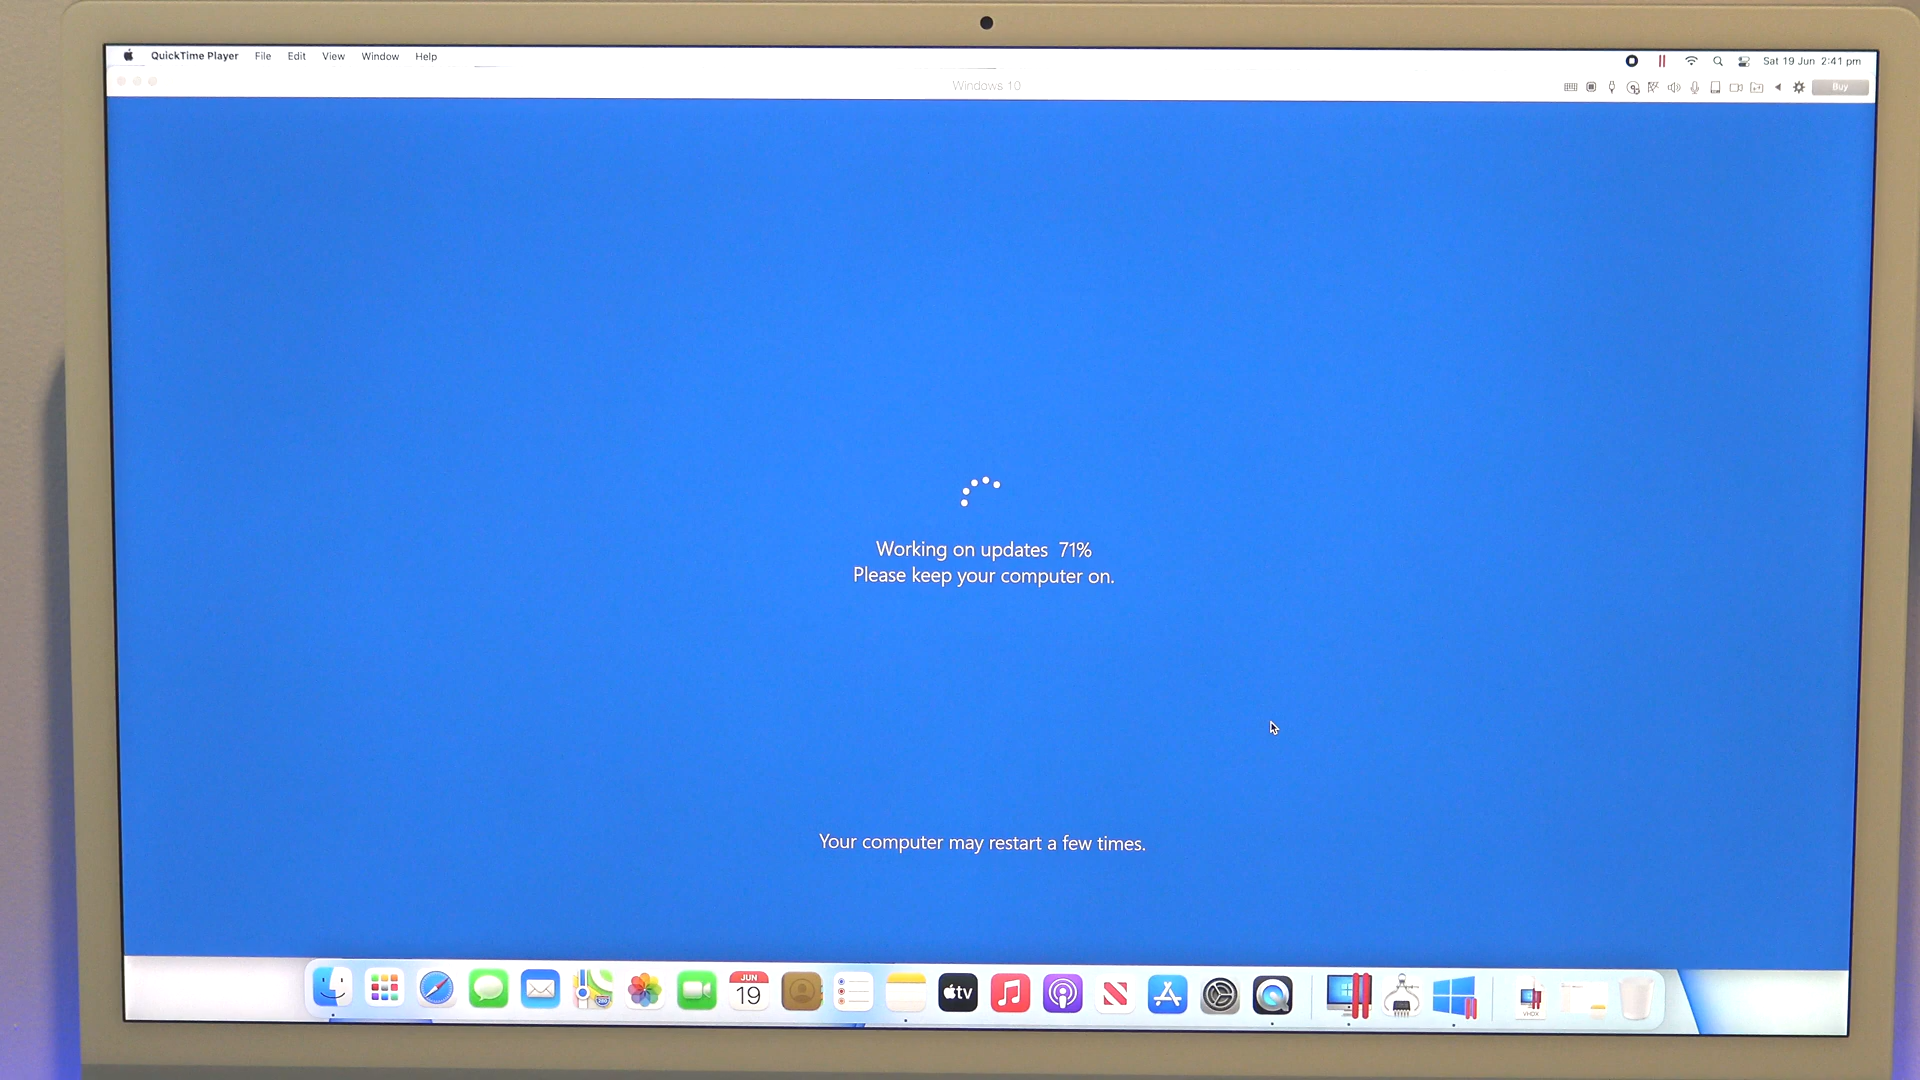 QuickTime Player File Edit View Window Help
Sat 19 Jun 2:41 pm
Windows 10
Buy
Working on updates 71%
Please keep your computer on.
Your computer may restart a few times.
JUN
19
tv
VHDX